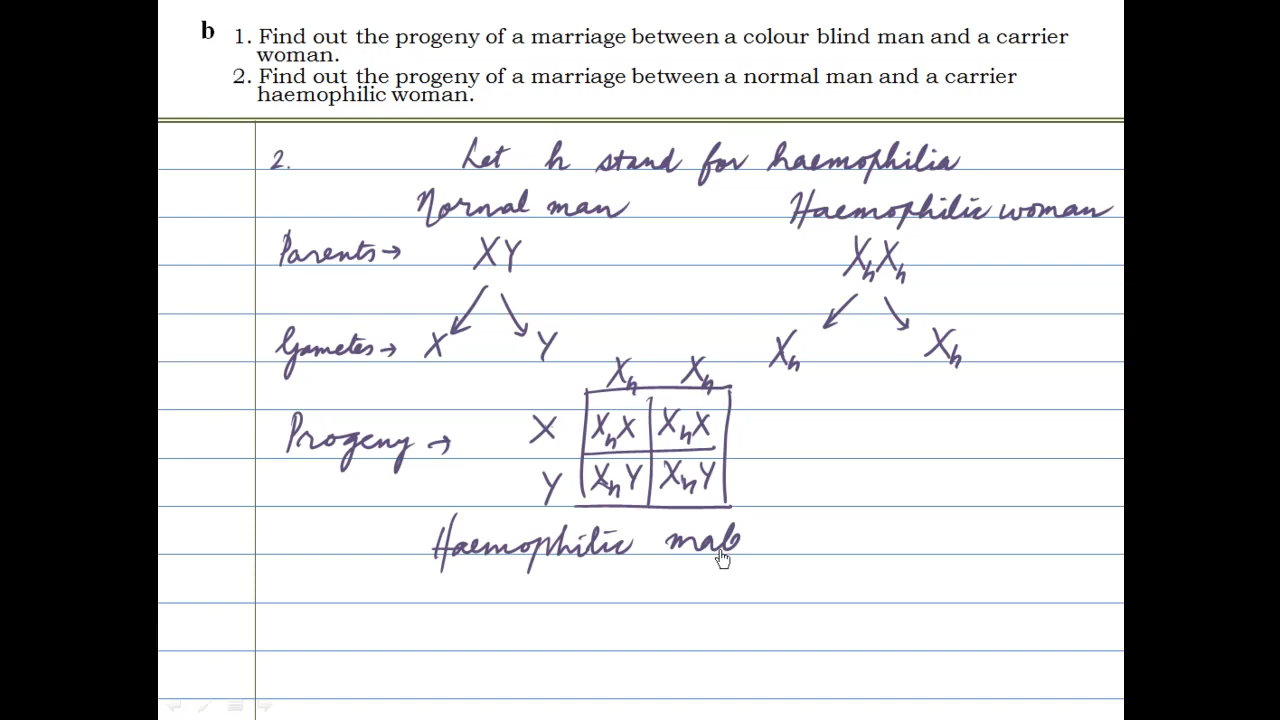 b 1. Find out the progeny of a marriage between a colour blind man and a carrier
woman.
2. Find out the progeny of a marriage between a normal man and a carrier
haemophilic woman.
2. Let h stand for haemophilia
Normal man Haemophilic woman
Parents → XY XhXh
Gametes → X Y Xh Xh
Xh Xh
Progeny → X XhX XhX
Y XhY XhY
Haemophilic male